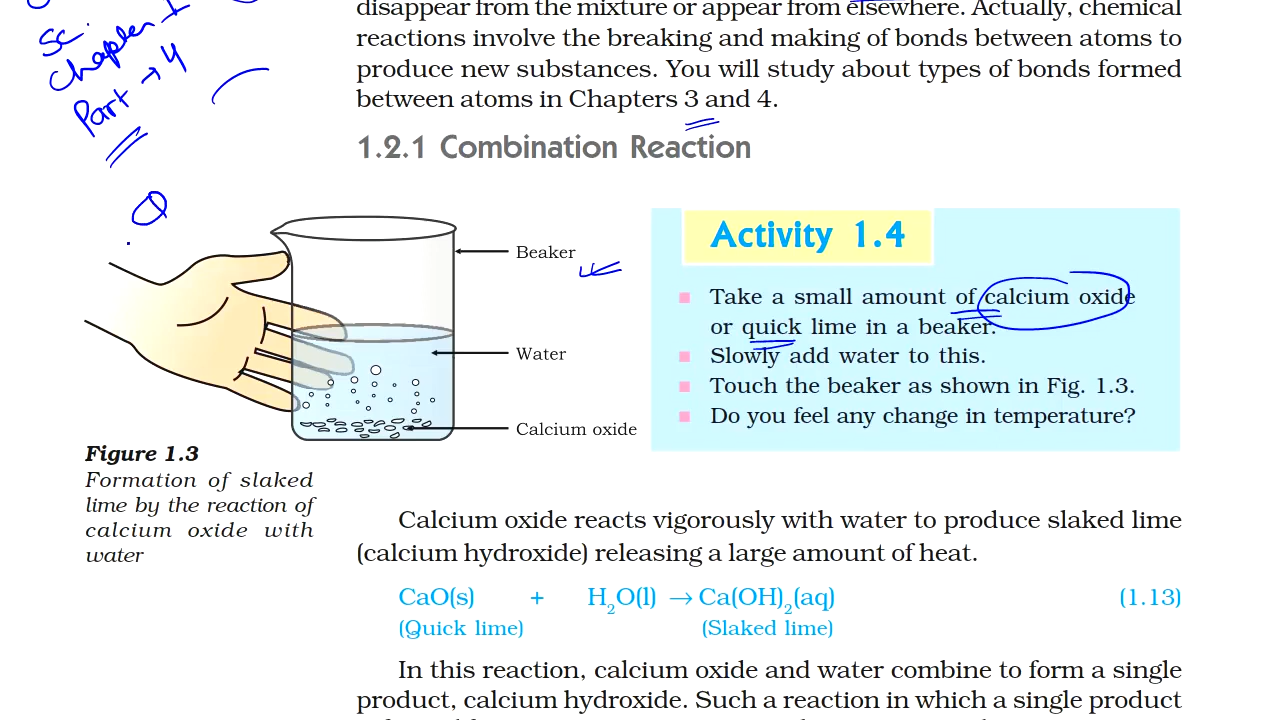 disappear from the mixture or appear from elsewhere. Actually, chemical
reactions involve the breaking and making of bonds between atoms to
produce new substances. You will study about types of bonds formed
between atoms in Chapters 3 and 4.
Sc
Chapter 1
Part → 4
1.2.1 Combination Reaction
Beaker
Water
Calcium oxide
Figure 1.3
Formation of slaked
lime by the reaction of
calcium oxide with
water
Activity 1.4
Take a small amount of calcium oxide
or quick lime in a beaker.
Slowly add water to this.
Touch the beaker as shown in Fig. 1.3.
Do you feel any change in temperature?
Calcium oxide reacts vigorously with water to produce slaked lime
(calcium hydroxide) releasing a large amount of heat.
CaO(s) + H₂O(l) → Ca(OH)₂(aq) (1.13)
(Quick lime) (Slaked lime)
In this reaction, calcium oxide and water combine to form a single
product, calcium hydroxide. Such a reaction in which a single product